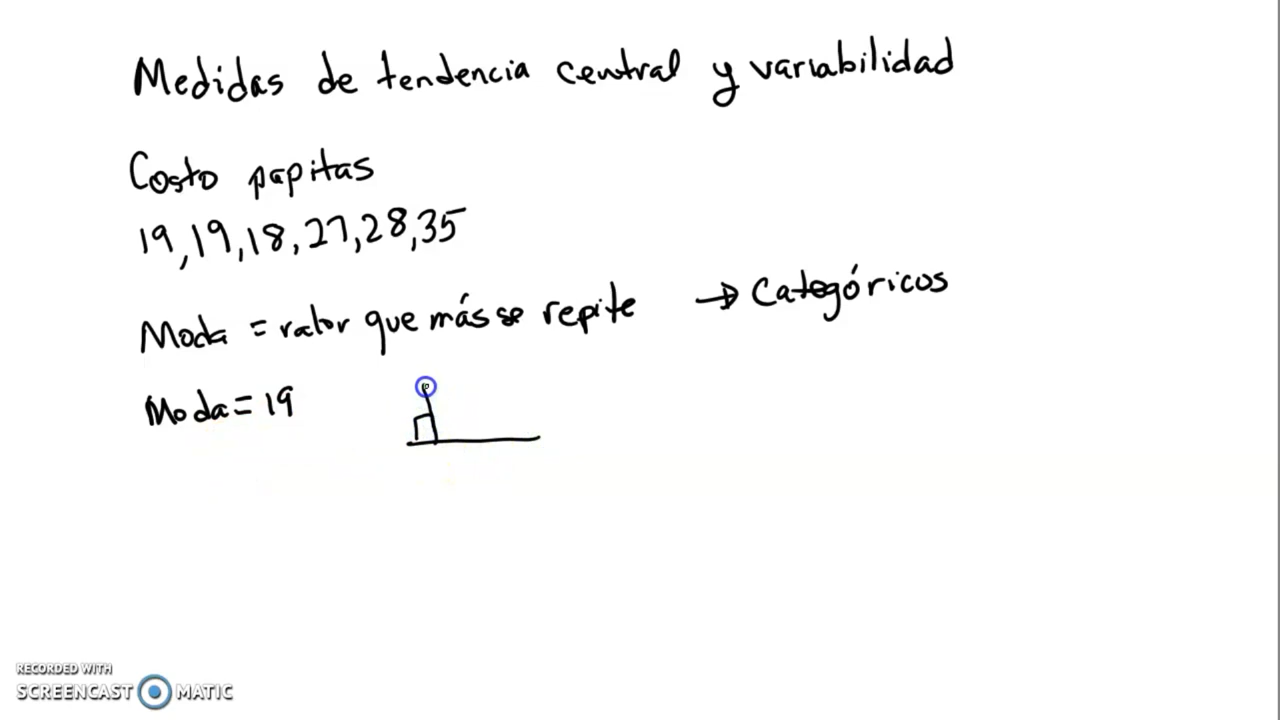 Medidas de tendencia central y variabilidad
Costo papitas
19, 19, 18, 27, 28, 35
Moda = valor que más se repite → Categóricos
Moda = 19
RECORDED WITH
SCREENCAST MATIC